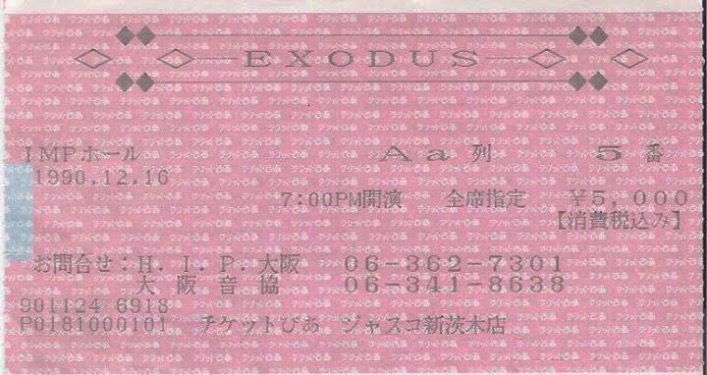 EXODUS
IMPホール Aa列 5番
1990.12.16
7:00PM開演 全席指定 ¥5,000
【消費税込み】
お問合せ:H.I.P.大阪 06-362-7301
大阪音協 06-341-8638
901124 6918
P0181000101 チケットぴあ ジャスコ新茨木店